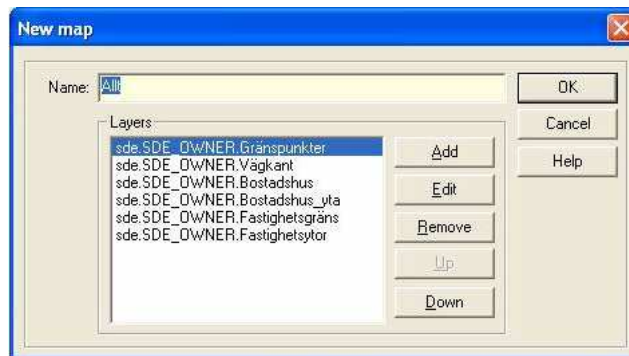 New map
Name: Allt
OK
Cancel
Help
Layers
sde.SDE_OWNER.Gränspunkter
sde.SDE_OWNER.Vägkant
sde.SDE_OWNER.Bostadshus
sde.SDE_OWNER.Bostadshus_yta
sde.SDE_OWNER.Fastighetsgräns
sde.SDE_OWNER.Fastighetsytor
Add
Edit
Remove
Up
Down